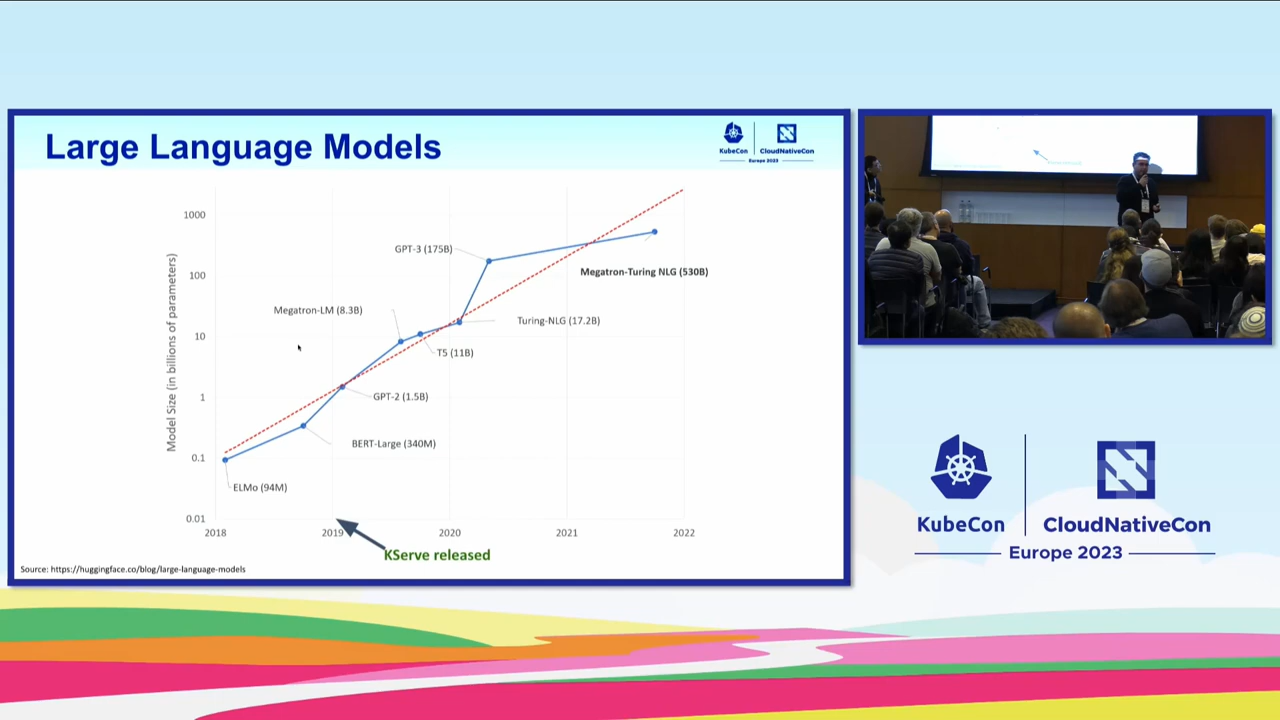 Large Language Models
KubeCon
CloudNativeCon
Europe 2023
Model Size (in billions of parameters)
1000
100
10
1
0.1
0.01
2018
2019
2020
2021
2022
ELMo (94M)
BERT-Large (340M)
GPT-2 (1.5B)
Megatron-LM (8.3B)
T5 (11B)
Turing-NLG (17.2B)
GPT-3 (175B)
Megatron-Turing NLG (530B)
KServe released
Source: https://huggingface.co/blog/large-language-models
KubeCon
CloudNativeCon
Europe 2023